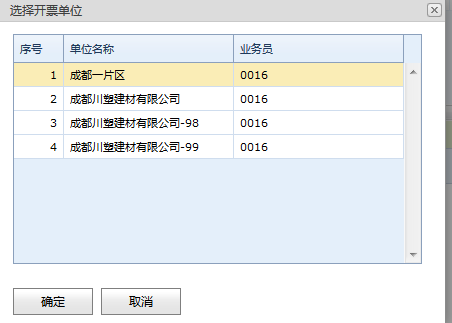 选择开票单位
序号 单位名称 业务员
1 成都一片区 0016
2 成都川塑建材有限公司 0016
3 成都川塑建材有限公司-98 0016
4 成都川塑建材有限公司-99 0016
确定 取消